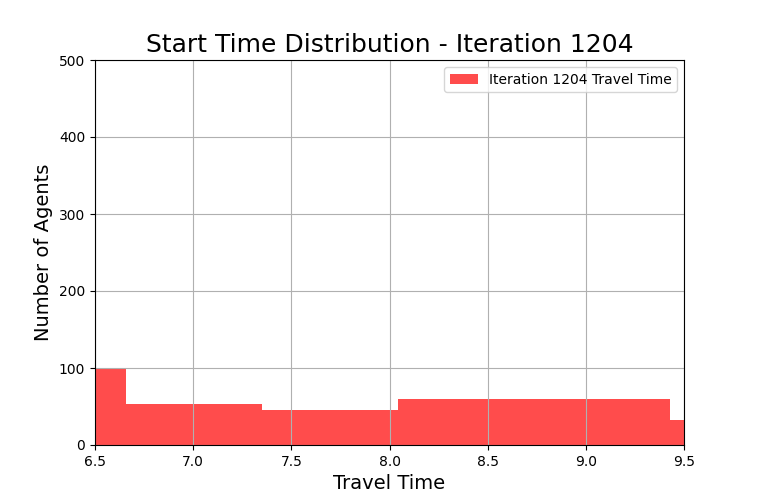 Start Time Distribution - Iteration 1204
Iteration 1204 Travel Time
Number of Agents
500
400
300
200
100
0
6.5 7.0 7.5 8.0 8.5 9.0 9.5
Travel Time